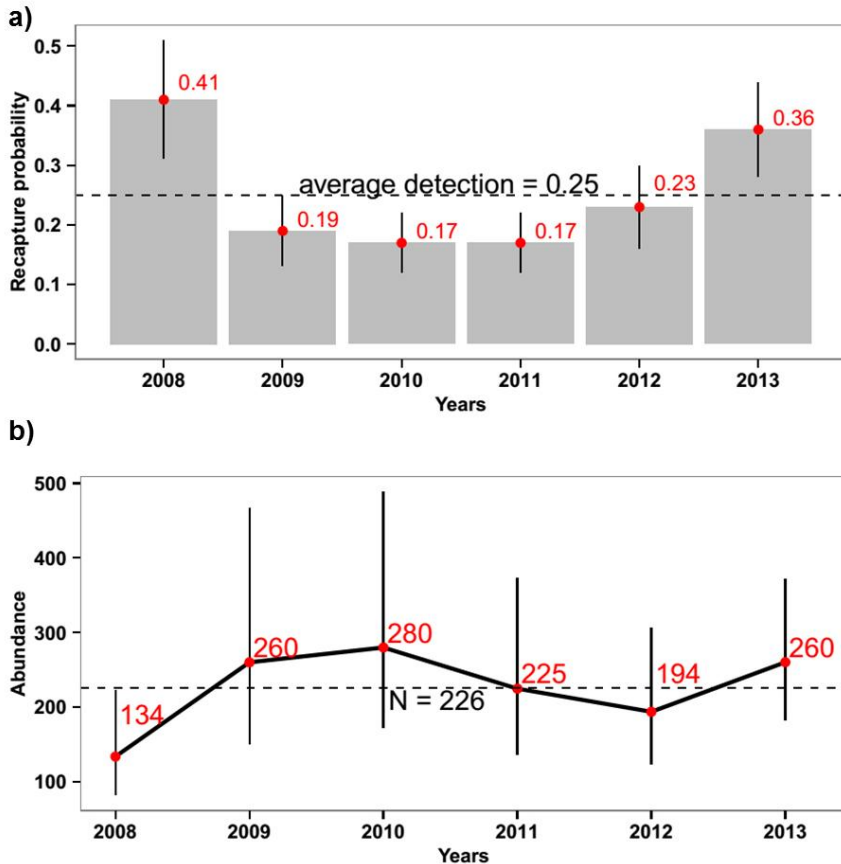 a)
Recapture probability
0.5
0.4
0.3
0.2
0.1
0.0
0.41
0.19
0.17
0.17
0.23
0.36
average detection = 0.25
2008 2009 2010 2011 2012 2013
Years
b)
Abundance
500
400
300
200
100
134
260
280
225
194
260
N = 226
2008 2009 2010 2011 2012 2013
Years